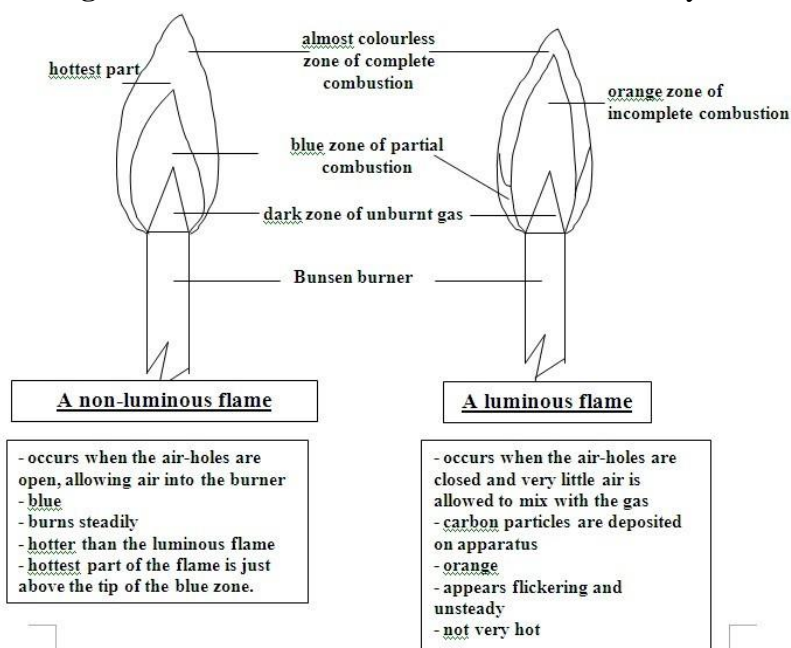 almost colourless
zone of complete
combustion
hottest part
orange zone of
incomplete combustion
blue zone of partial
combustion
dark zone of unburnt gas
Bunsen burner
A non-luminous flame
A luminous flame
- occurs when the air-holes are
open, allowing air into the burner
- blue
- burns steadily
- hotter than the luminous flame
- hottest part of the flame is just
above the tip of the blue zone.
- occurs when the air-holes are
closed and very little air is
allowed to mix with the gas
- carbon particles are deposited
on apparatus
- orange
- appears flickering and
unsteady
- not very hot